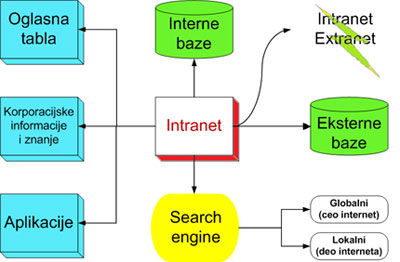 Oglasna
tabla
Interne
baze
Intranet
Extranet
Korporacijske
informacije
i znanje
Intranet
Eksterne
baze
Aplikacije
Search
engine
Globalni
(ceo internet)
Lokalni
(deo interneta)